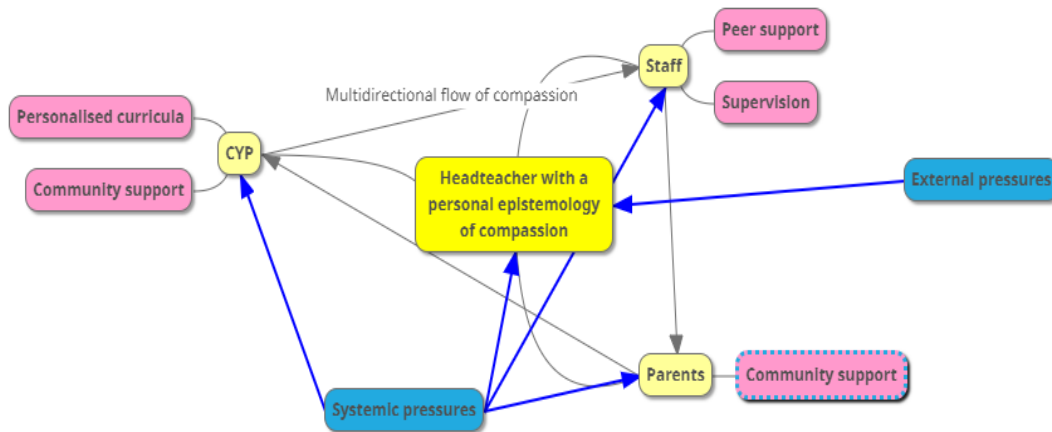 Peer support
Staff
Multidirectional flow of compassion
Supervision
Personalised curricula
CYP
Community support
Headteacher with a
personal epistemology
of compassion
External pressures
Parents
Community support
Systemic pressures